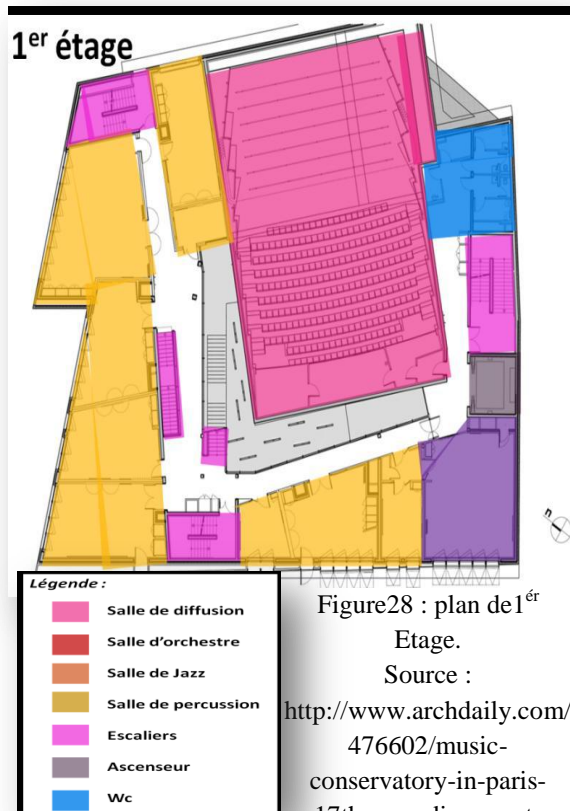 1er étage
n
Légende :
Salle de diffusion
Salle d'orchestre
Salle de Jazz
Salle de percussion
Escaliers
Ascenseur
Wc
Figure28 : plan de1ér
Etage.
Source :
http://www.archdaily.com/
476602/music-
conservatory-in-paris-